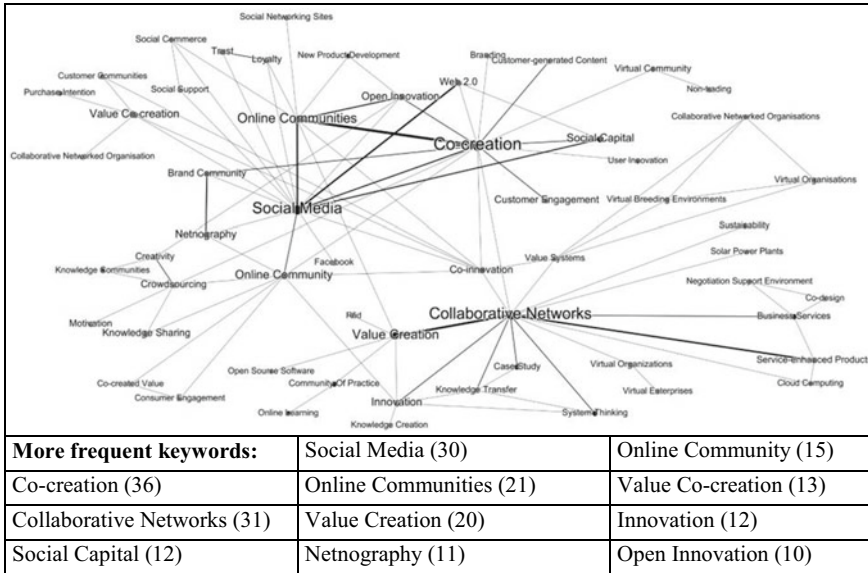 Social Networking Sites
Social Commerce
Trust
Loyalty
New Product Development
Branding
Customer-generated Content
Web 2.0
Virtual Community
Customer Communities
Purchase Intention
Social Support
Open Innovation
Non-trading
Value Co-creation
Online Communities
Collaborative Networked Organisations
Co-creation
Social Capital
Collaborative Networked Organisation
User Innovation
Brand Community
Virtual Organisations
Social Media
Customer Engagement
Virtual Breeding Environments
Netnography
Sustainability
Creativity
Facebook
Value Systems
Solar Power Plants
Knowledge Communities
Online Community
Co-innovation
Crowdsourcing
Negotiation Support Environment
Co-design
Rfid
Collaborative Networks
Business Services
Motivation
Knowledge Sharing
Value Creation
Service-enhanced Products
Case Study
Open Source Software
Virtual Organizations
Co-created Value
Community Of Practice
Knowledge Transfer
Cloud Computing
Consumer Engagement
Virtual Enterprises
Innovation
Online Learning
System Thinking
Knowledge Creation
More frequent keywords:
Social Media (30)
Online Community (15)
Co-creation (36)
Online Communities (21)
Value Co-creation (13)
Collaborative Networks (31)
Value Creation (20)
Innovation (12)
Social Capital (12)
Netnography (11)
Open Innovation (10)